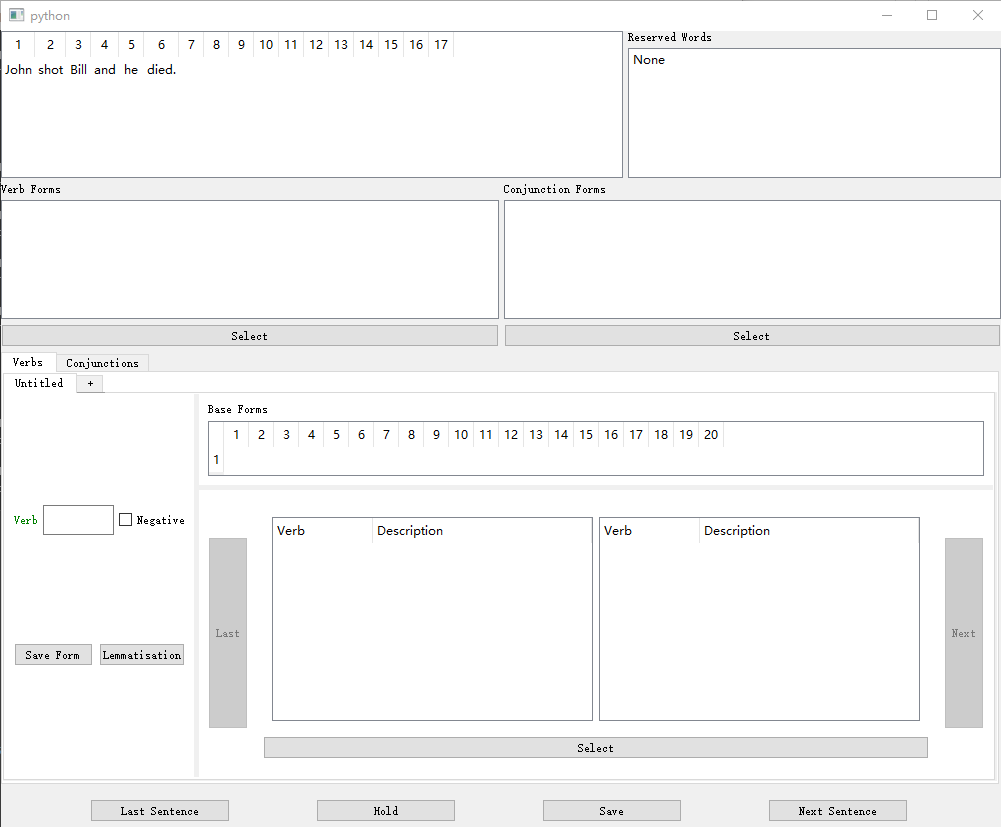 python
1 2 3 4 5 6 7 8 9 10 11 12 13 14 15 16 17
John shot Bill and he died.
Reserved Words
None
Verb Forms
Conjunction Forms
Select
Select
Verbs Conjunctions
Untitled +
Base Forms
1 2 3 4 5 6 7 8 9 10 11 12 13 14 15 16 17 18 19 20
1
Verb
Negative
Save Form
Lemmatisation
Last
Verb Description
Verb Description
Next
Select
Last Sentence
Hold
Save
Next Sentence